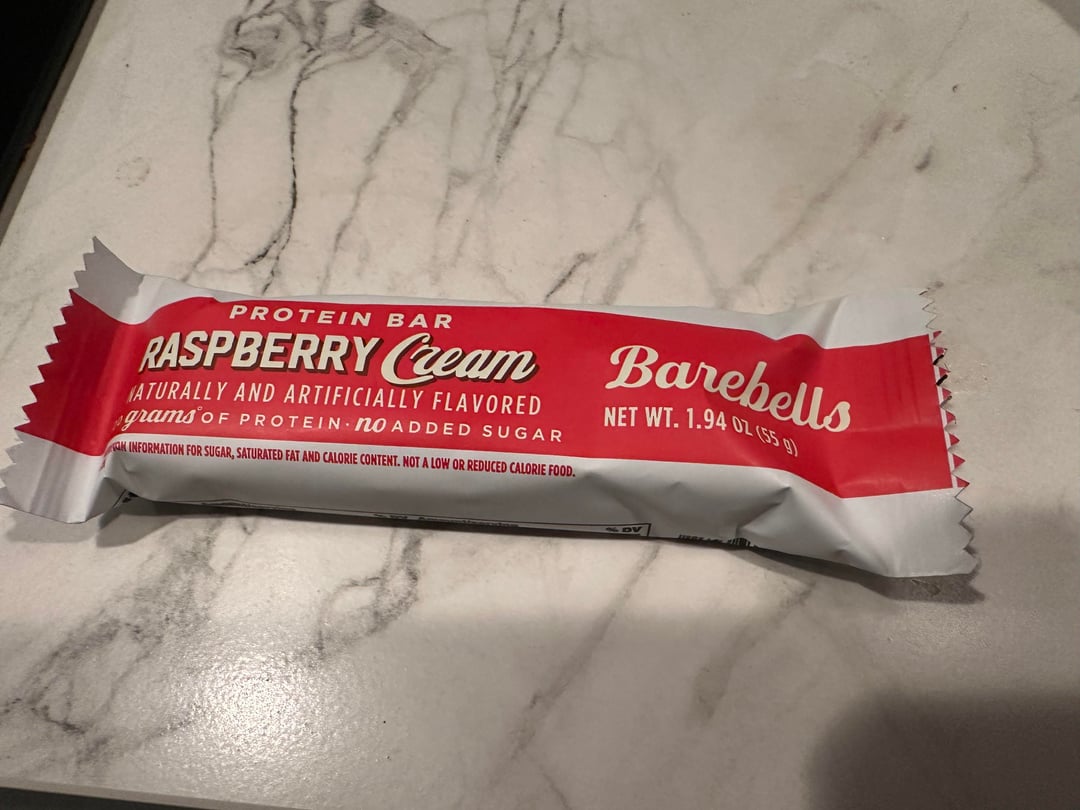 PROTEIN BAR
RASPBERRY Cream
NATURALLY AND ARTIFICIALLY FLAVORED
grams OF PROTEIN · no ADDED SUGAR
INFORMATION FOR SUGAR, SATURATED FAT AND CALORIE CONTENT. NOT A LOW OR REDUCED CALORIE FOOD.
Barebells
NET WT. 1.94 OZ (55 g)
% DV